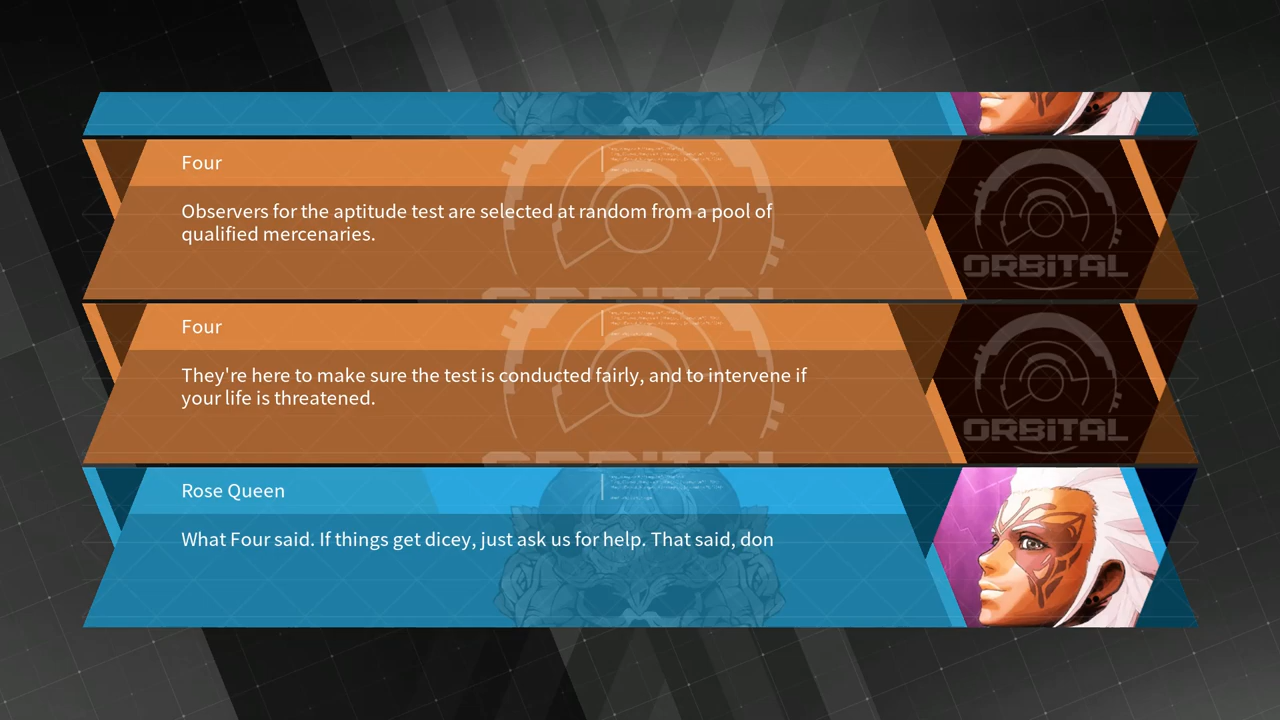 Four
Observers for the aptitude test are selected at random from a pool of
qualified mercenaries.
ORBITAL
Four
They're here to make sure the test is conducted fairly, and to intervene if
your life is threatened.
ORBITAL
Rose Queen
What Four said. If things get dicey, just ask us for help. That said, don